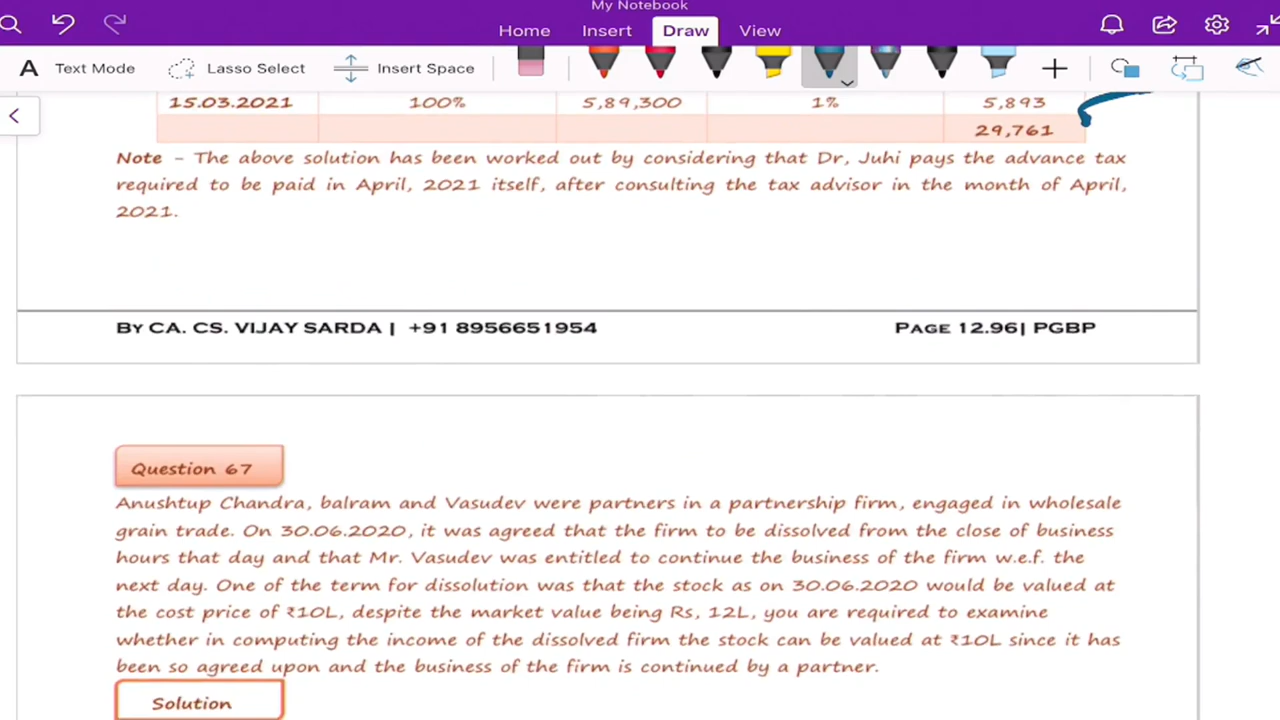 My Notebook
Home Insert Draw View
A Text Mode Lasso Select Insert Space
15.03.2021 100% 5,89,300 1% 5,893
29,761
Note - The above solution has been worked out by considering that Dr, Juhi pays the advance tax
required to be paid in April, 2021 itself, after consulting the tax advisor in the month of April,
2021.
BY CA. CS. VIJAY SARDA | +91 8956651954 PAGE 12.96| PGBP
Question 67
Anushtup Chandra, balram and Vasudev were partners in a partnership firm, engaged in wholesale
grain trade. On 30.06.2020, it was agreed that the firm to be dissolved from the close of business
hours that day and that Mr. Vasudev was entitled to continue the business of the firm w.e.f. the
next day. One of the term for dissolution was that the stock as on 30.06.2020 would be valued at
the cost price of ₹10L, despite the market value being Rs, 12L, you are required to examine
whether in computing the income of the dissolved firm the stock can be valued at ₹10L since it has
been so agreed upon and the business of the firm is continued by a partner.
Solution